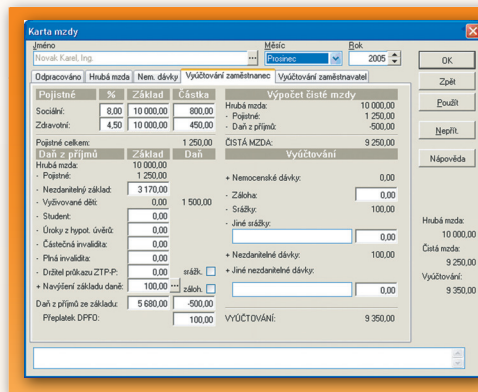 Karta mzdy
Jméno Měsíc Rok
Novak Karel, Ing. ... Prosinec 2005
Odpracováno Hrubá mzda Nem. dávky Vyúčtování zaměstnanec Vyúčtování zaměstnavatel
Pojistné % Základ Částka
Sociální: 8,00 10 000,00 800,00
Zdravotní: 4,50 10 000,00 450,00
Pojistné celkem: 1 250,00
Daň z příjmů Základ Daň
Hrubá mzda: 10 000,00
- Pojistné: 1 250,00
- Nezdanitelný základ: 3 170,00
- Vyživované děti: 0,00 1 500,00
- Student: 0,00
- Úroky z hypot. úvěrů: 0,00
- Částečná invalidita: 0,00
- Plná invalidita: 0,00
- Držitel průkazu ZTP-P: 0,00 srážk.
+ Navýšení základu daně: 100,00 ... záloh.
Daň z příjmů ze základu: 5 680,00 -500,00
Přeplatek DPFO: 100,00
Výpočet čisté mzdy
Hrubá mzda: 10 000,00
- Pojistné: 1 250,00
- Daň z příjmů: -500,00
ČISTÁ MZDA: 9 250,00
Vyúčtování
+ Nemocenské dávky: 0,00
- Záloha: 0,00
- Srážky: 100,00
- Jiné srážky:
0,00
+ Nezdanitelné dávky: 100,00
+ Jiné nezdanitelné dávky:
0,00
VYÚČTOVÁNÍ: 9 350,00
OK
Zpět
Použít
Nepřít.
Nápověda
Hrubá mzda:
10 000,00
Čistá mzda:
9 250,00
Vyúčtování:
9 350,00